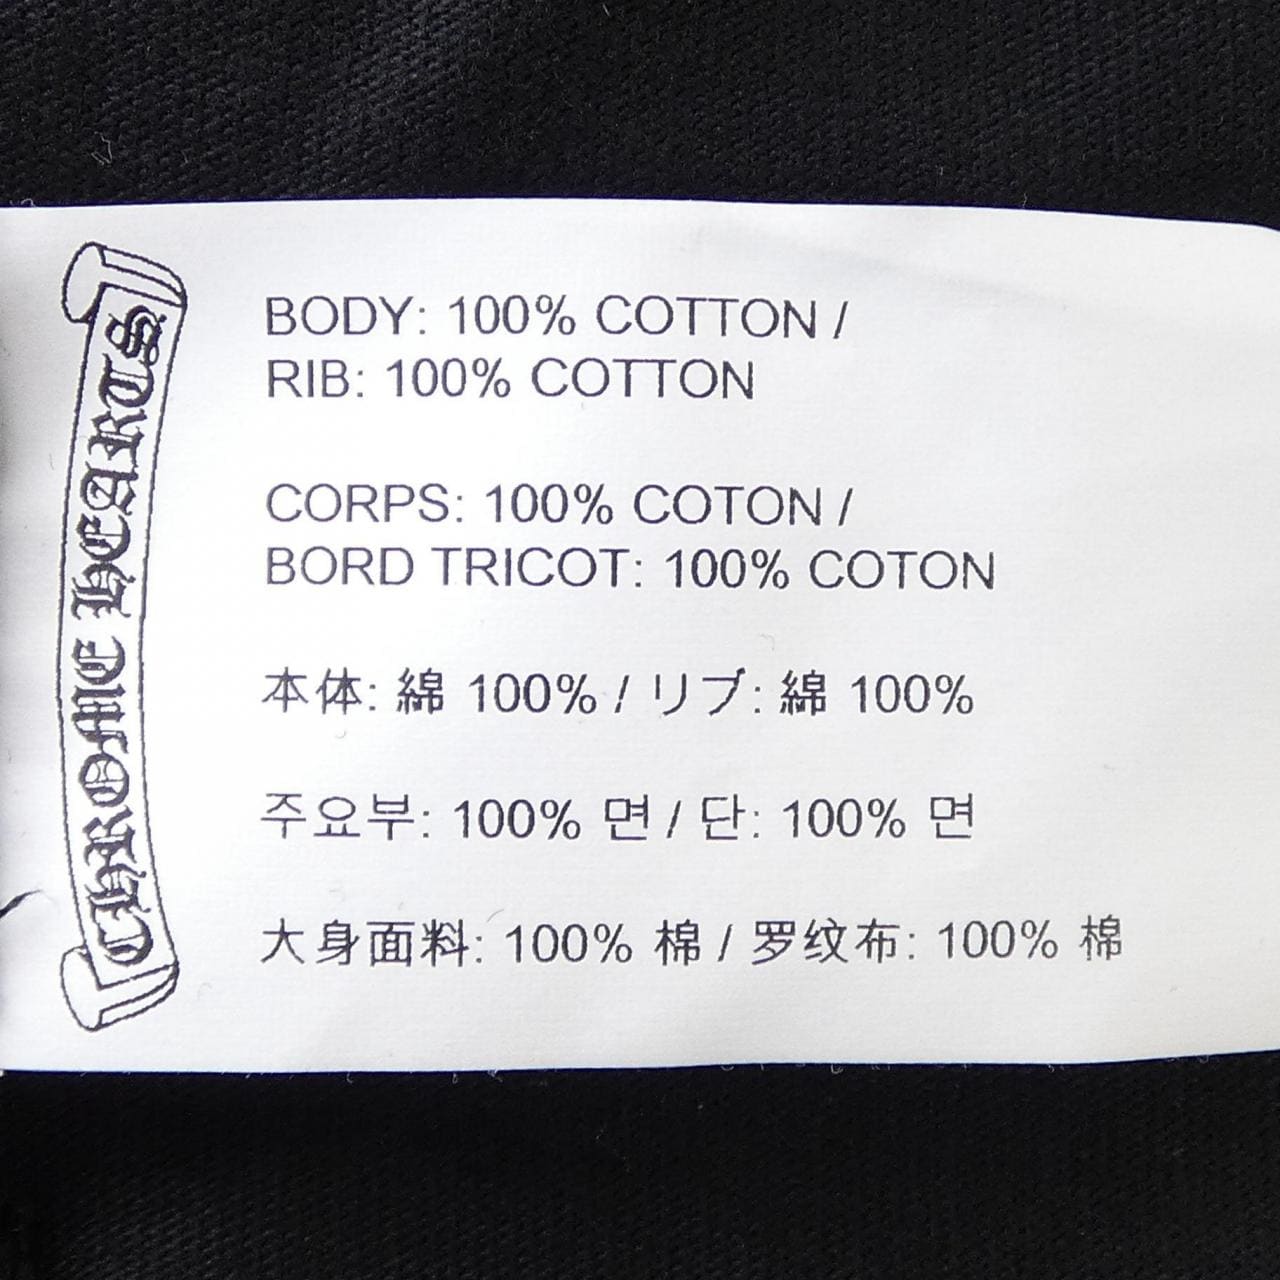 CHROME HEARTS
BODY: 100% COTTON /
RIB: 100% COTTON
CORPS: 100% COTON /
BORD TRICOT: 100% COTON
本体: 綿 100% / リブ: 綿 100%
주요부: 100% 면 / 단: 100% 면
大身面料: 100% 棉 / 罗纹布: 100% 棉